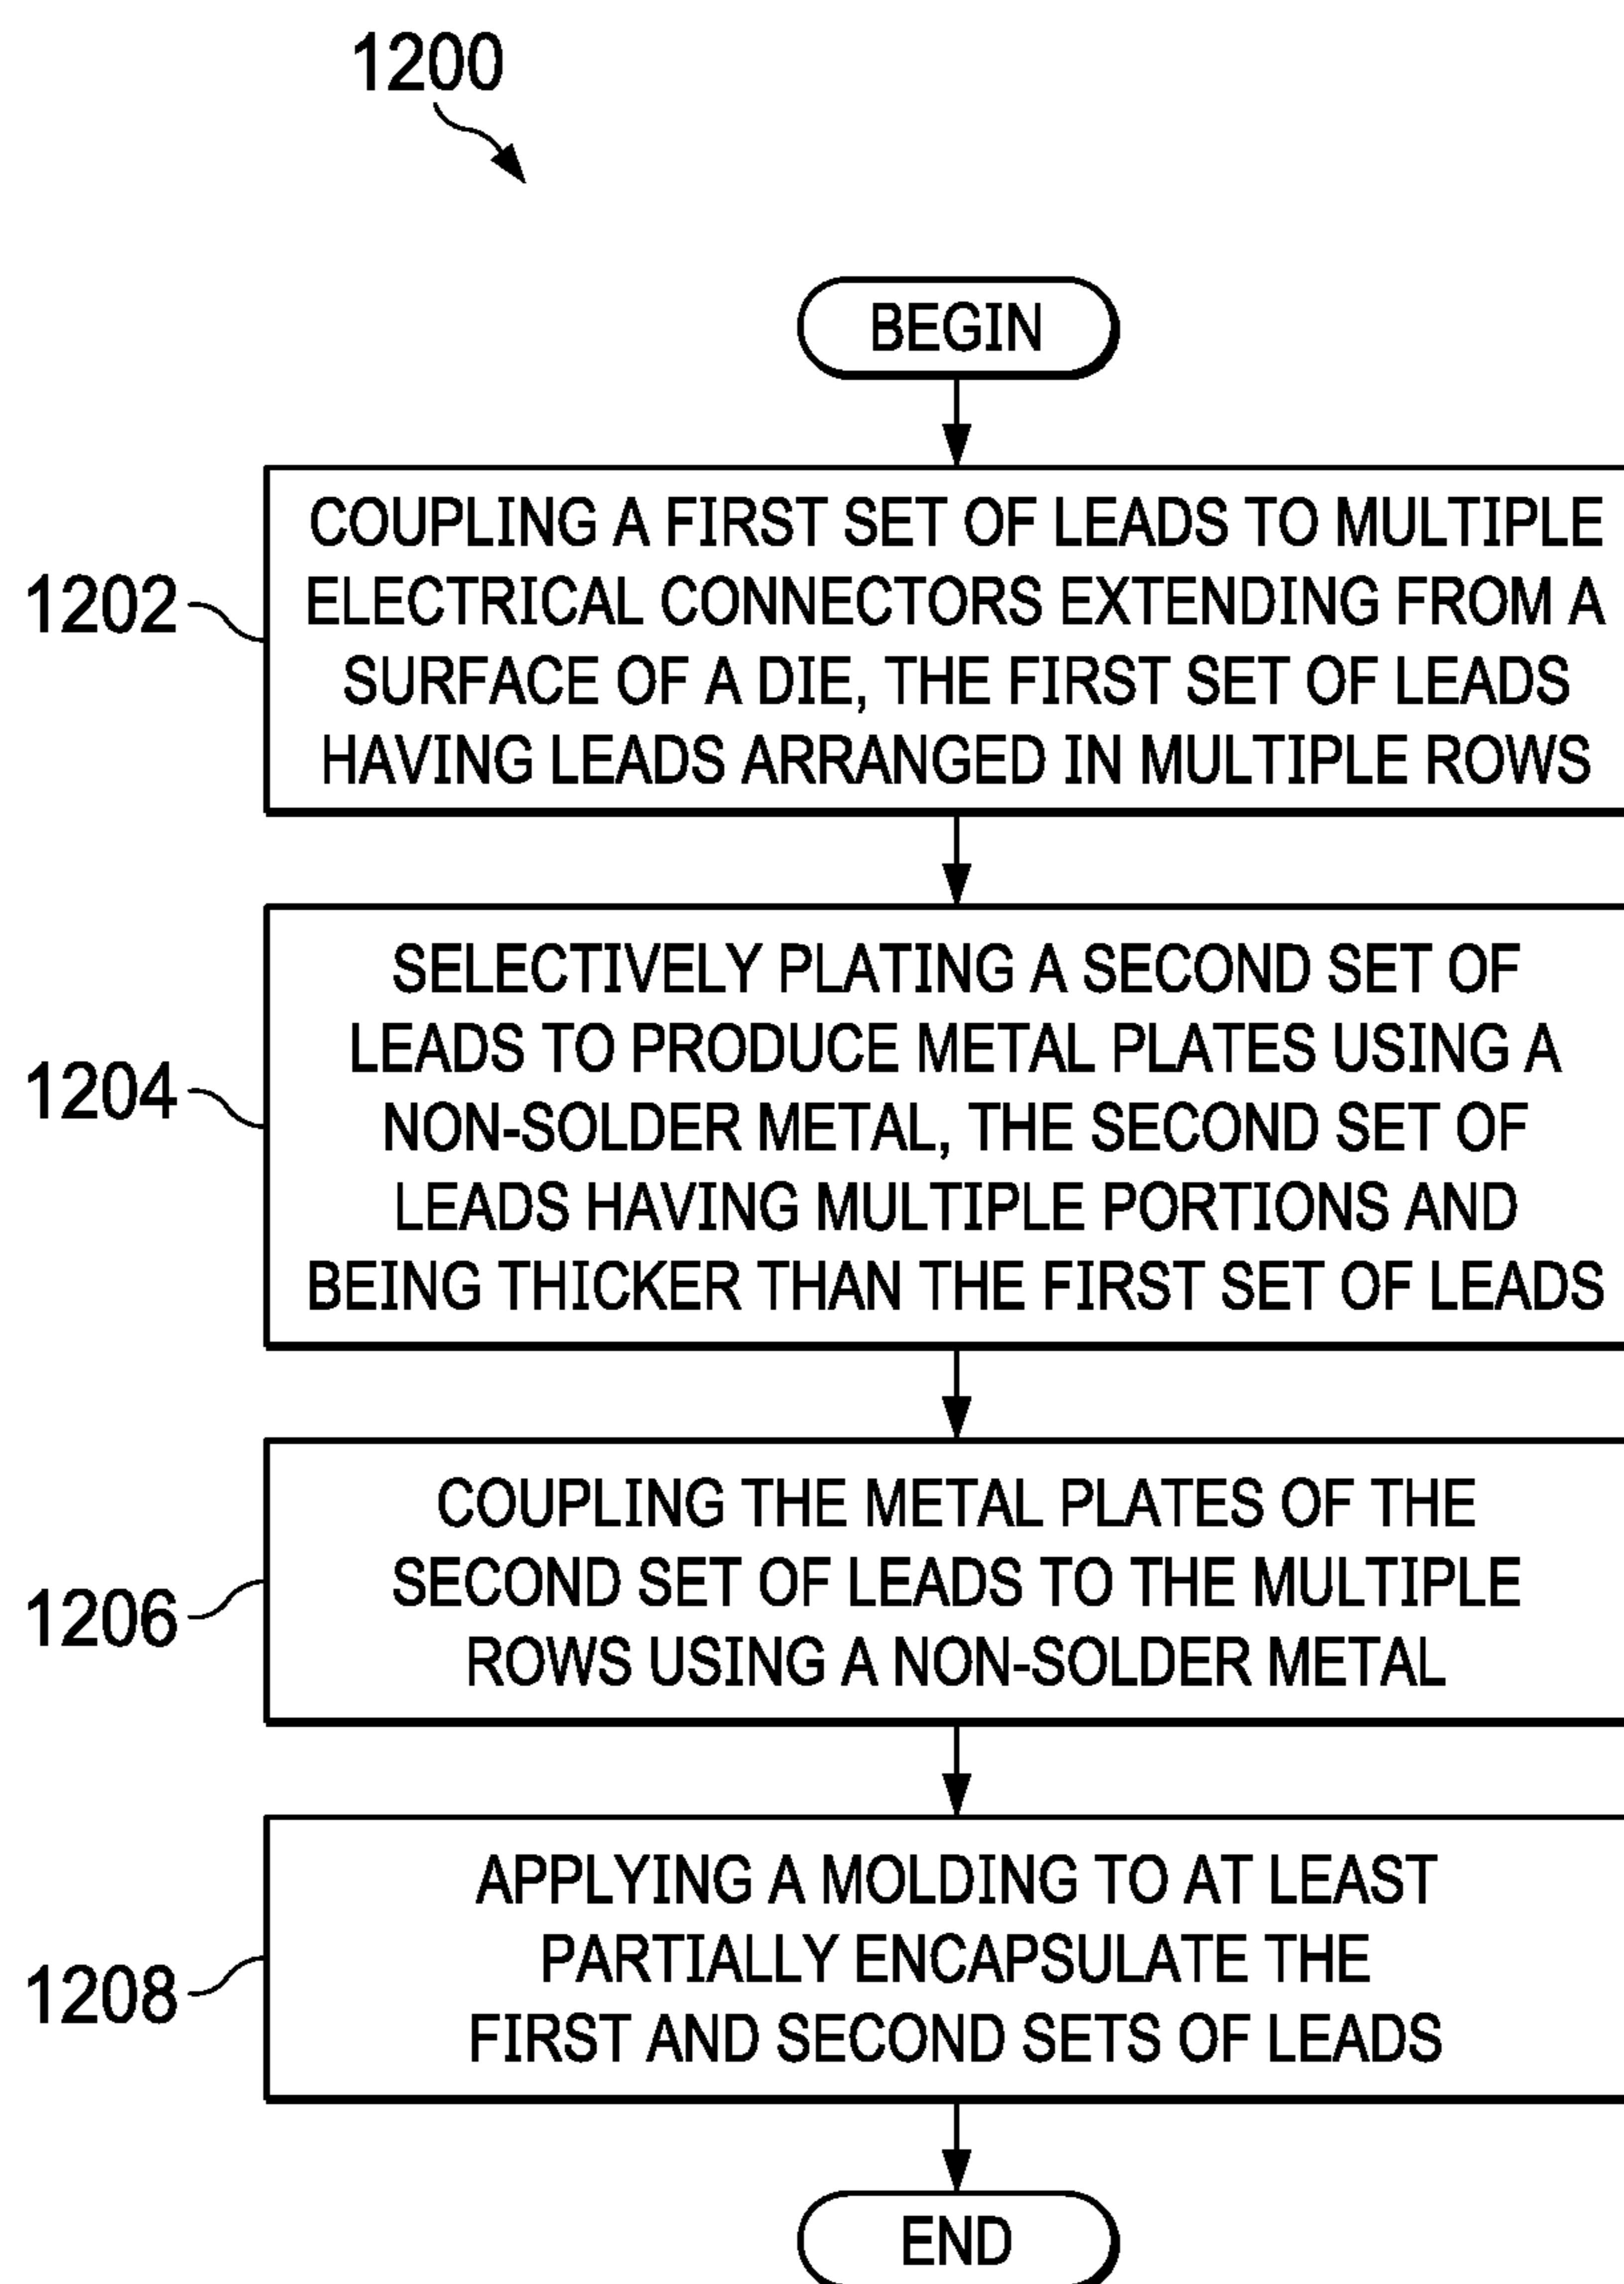 1200
BEGIN
1202
COUPLING A FIRST SET OF LEADS TO MULTIPLE
ELECTRICAL CONNECTORS EXTENDING FROM A
SURFACE OF A DIE, THE FIRST SET OF LEADS
HAVING LEADS ARRANGED IN MULTIPLE ROWS
1204
SELECTIVELY PLATING A SECOND SET OF
LEADS TO PRODUCE METAL PLATES USING A
NON-SOLDER METAL, THE SECOND SET OF
LEADS HAVING MULTIPLE PORTIONS AND
BEING THICKER THAN THE FIRST SET OF LEADS
1206
COUPLING THE METAL PLATES OF THE
SECOND SET OF LEADS TO THE MULTIPLE
ROWS USING A NON-SOLDER METAL
1208
APPLYING A MOLDING TO AT LEAST
PARTIALLY ENCAPSULATE THE
FIRST AND SECOND SETS OF LEADS
END